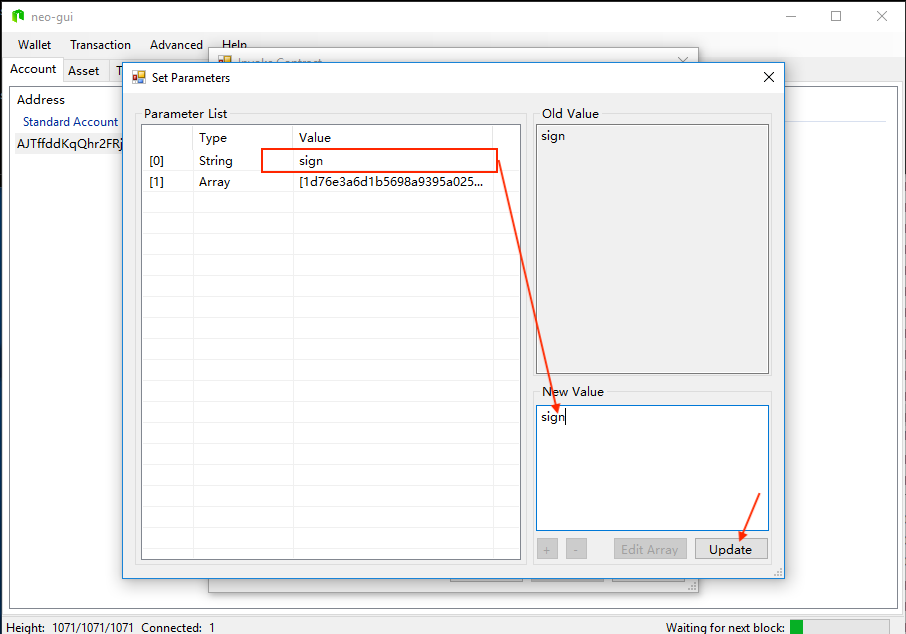 neo-gui
Wallet Transaction Advanced Help
Account Asset
Set Parameters
Address
Standard Account
AJTffddKqQhr2FRj
Parameter List
Type Value
[0] String sign
[1] Array [1d76e3a6d1b5698a9395a025...
Old Value
sign
New Value
sign
+ - Edit Array Update
Height: 1071/1071/1071 Connected: 1 Waiting for next block: